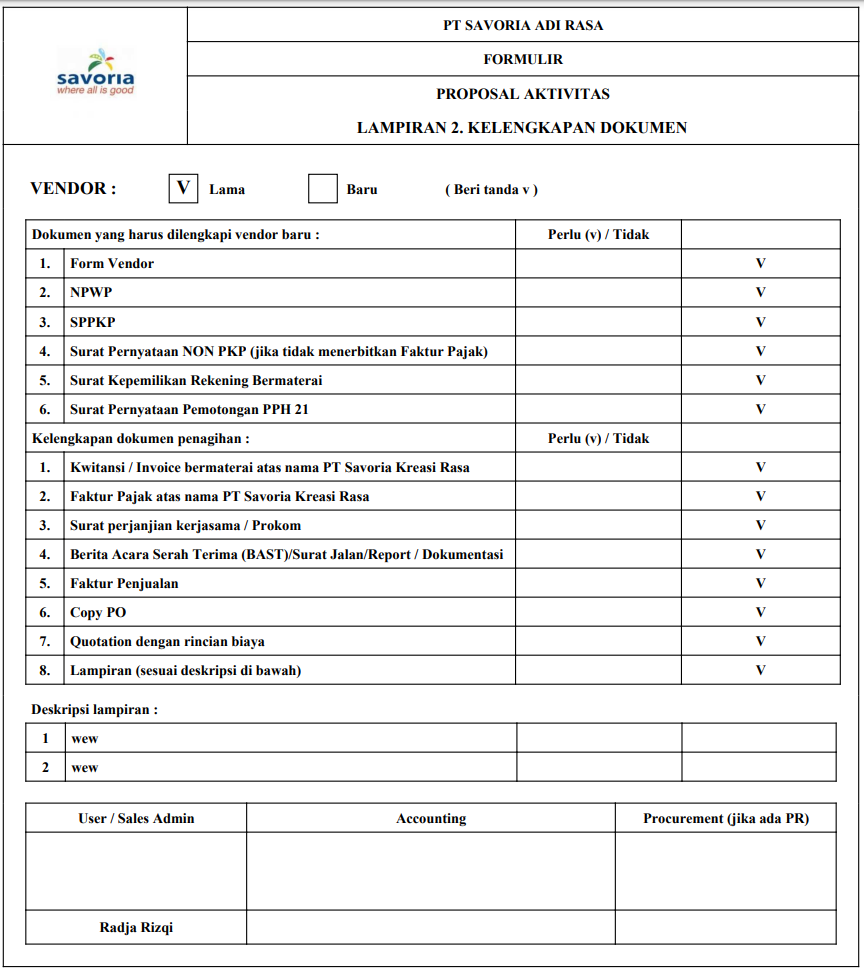 PT SAVORIA ADI RASA
savoria
where all is good
FORMULIR
PROPOSAL AKTIVITAS
LAMPIRAN 2. KELENGKAPAN DOKUMEN
VENDOR : V Lama Baru ( Beri tanda v )
Dokumen yang harus dilengkapi vendor baru : Perlu (v) / Tidak
1. Form Vendor V
2. NPWP V
3. SPPKP V
4. Surat Pernyataan NON PKP (jika tidak menerbitkan Faktur Pajak) V
5. Surat Kepemilikan Rekening Bermaterai V
6. Surat Pernyataan Pemotongan PPH 21 V
Kelengkapan dokumen penagihan : Perlu (v) / Tidak
1. Kwitansi / Invoice bermaterai atas nama PT Savoria Kreasi Rasa V
2. Faktur Pajak atas nama PT Savoria Kreasi Rasa V
3. Surat perjanjian kerjasama / Prokom V
4. Berita Acara Serah Terima (BAST)/Surat Jalan/Report / Dokumentasi V
5. Faktur Penjualan V
6. Copy PO V
7. Quotation dengan rincian biaya V
8. Lampiran (sesuai deskripsi di bawah) V
Deskripsi lampiran :
1 wew
2 wew
User / Sales Admin Accounting Procurement (jika ada PR)
Radja Rizqi